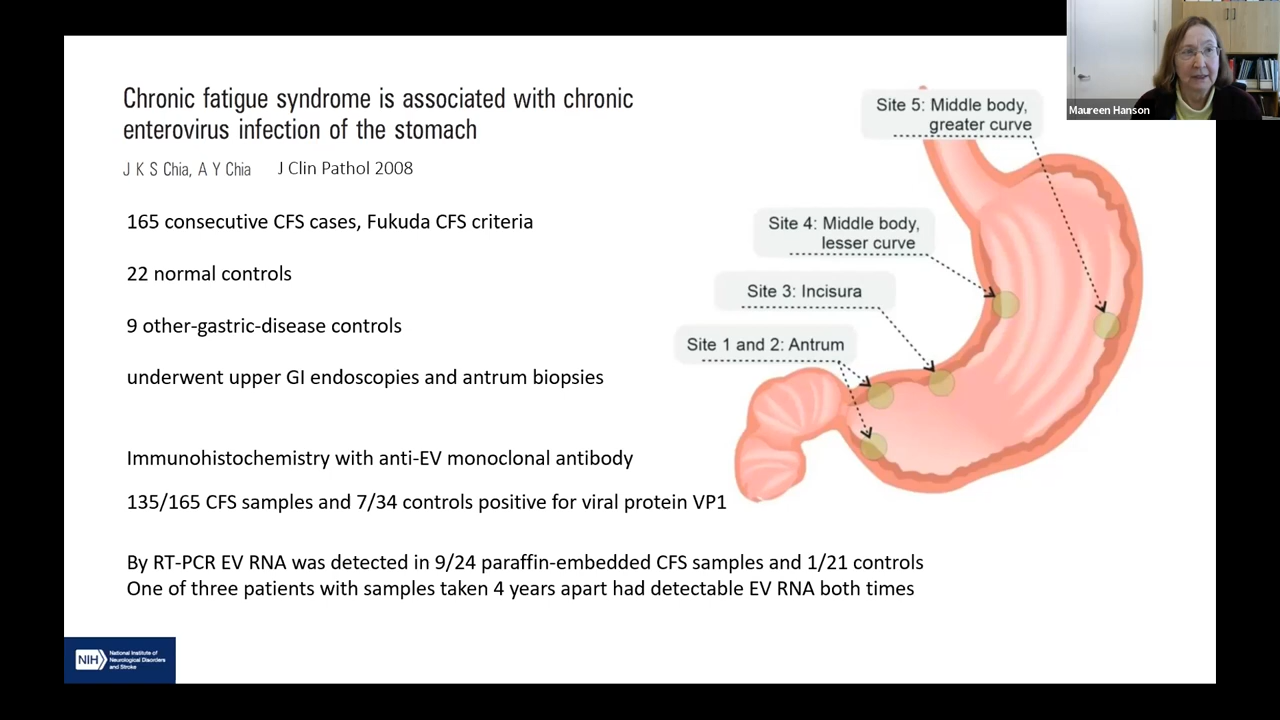 Chronic fatigue syndrome is associated with chronic
enterovirus infection of the stomach
J K S Chia, A Y Chia J Clin Pathol 2008
165 consecutive CFS cases, Fukuda CFS criteria
22 normal controls
9 other-gastric-disease controls
underwent upper GI endoscopies and antrum biopsies
Immunohistochemistry with anti-EV monoclonal antibody
135/165 CFS samples and 7/34 controls positive for viral protein VP1
By RT-PCR EV RNA was detected in 9/24 paraffin-embedded CFS samples and 1/21 controls
One of three patients with samples taken 4 years apart had detectable EV RNA both times
Site 5: Middle body,
greater curve
Site 4: Middle body,
lesser curve
Site 3: Incisura
Site 1 and 2: Antrum
Maureen Hanson
NIH
National Institute of
Neurological Disorders
and Stroke